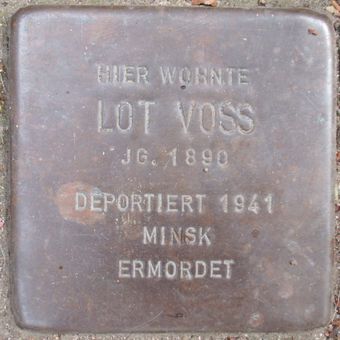 HIER WOHNTE
LOT VOSS
JG. 1890
DEPORTIERT 1941
MINSK
ERMORDET